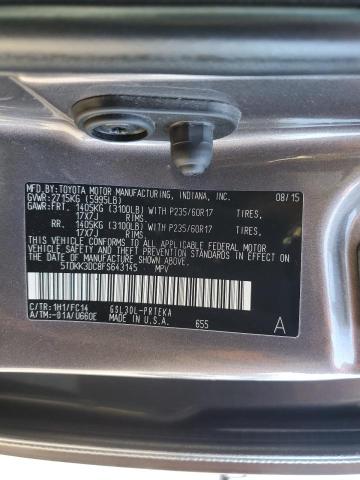 MFD. BY: TOYOTA MOTOR MANUFACTURING, INDIANA, INC. 08/15
GVWR: 2715KG (5995LB)
GAWR: FRT. 1405KG (3100LB) WITH P235/60R17 TIRES,
17X7J RIMS.
RR. 1405KG (3100LB) WITH P235/60R17 TIRES,
17X7J RIMS.
THIS VEHICLE CONFORMS TO ALL APPLICABLE
FEDERAL MOTOR VEHICLE SAFETY, BUMPER, AND
THEFT PREVENTION STANDARDS IN EFFECT ON
THE DATE OF MANUFACTURE SHOWN ABOVE.
5TDKK3DC8FS643145 MPV
C/TR: 1H1/FC14 GSL30L-PRTEKA
A/TM: -01A/U660E MADE IN U.S.A. 655 A